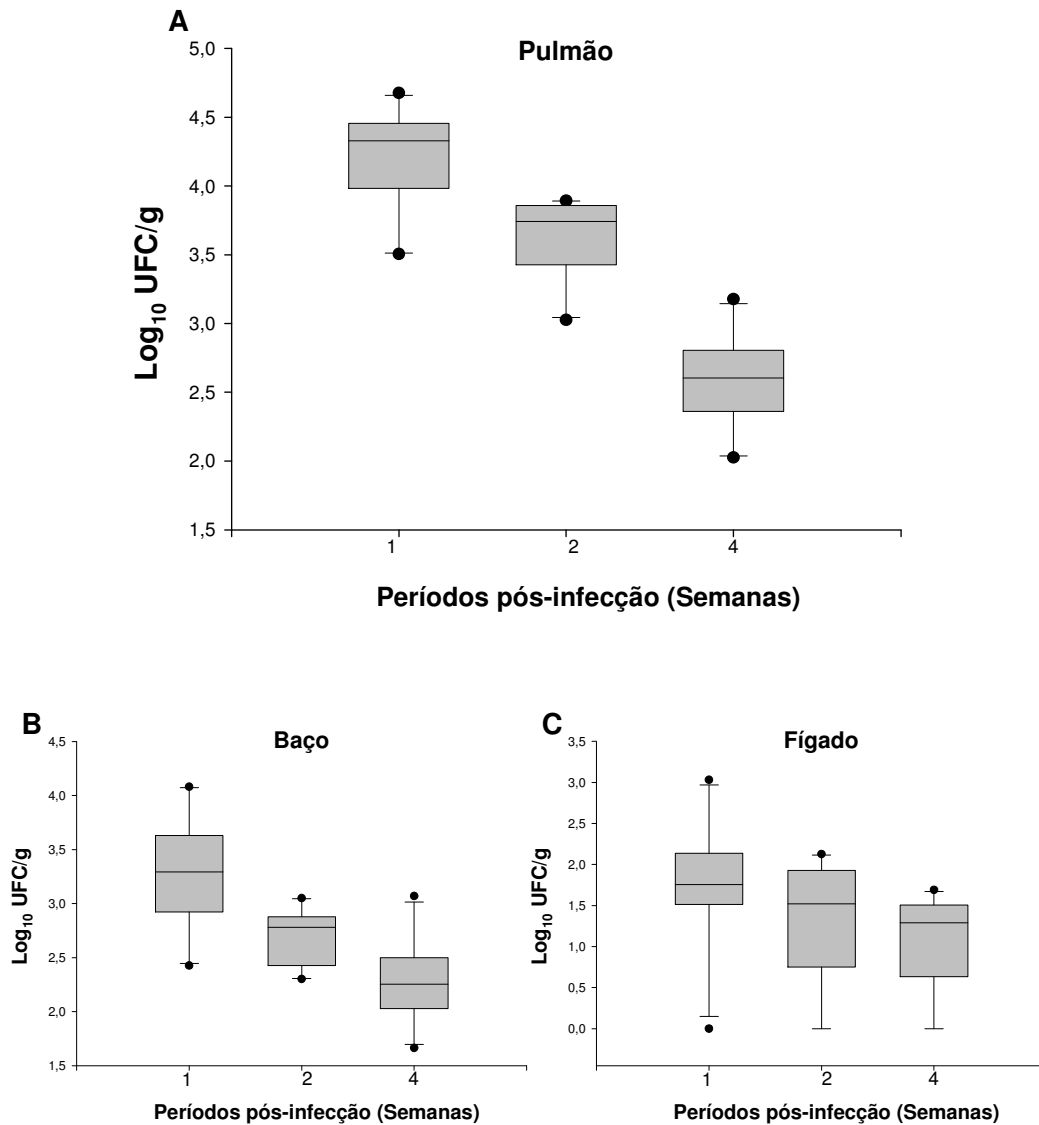 A
Pulmão
5,0
4,5
4,0
3,5
3,0
2,5
2,0
1,5
Log10 UFC/g
1 2 4
Períodos pós-infecção (Semanas)
B
Baço
4,5
4,0
3,5
3,0
2,5
2,0
1,5
Log10 UFC/g
1 2 4
Períodos pós-infecção (Semanas)
C
Fígado
3,5
3,0
2,5
2,0
1,5
1,0
0,5
0,0
Log10 UFC/g
1 2 4
Períodos pós-infecção (Semanas)